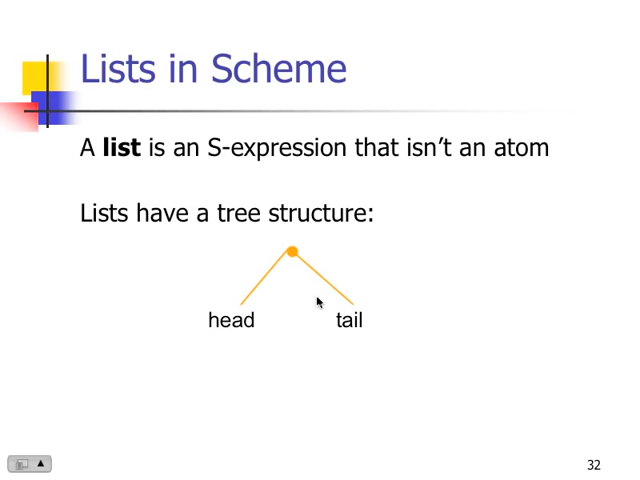 Lists in Scheme
A list is an S-expression that isn’t an atom
Lists have a tree structure:
head tail
32